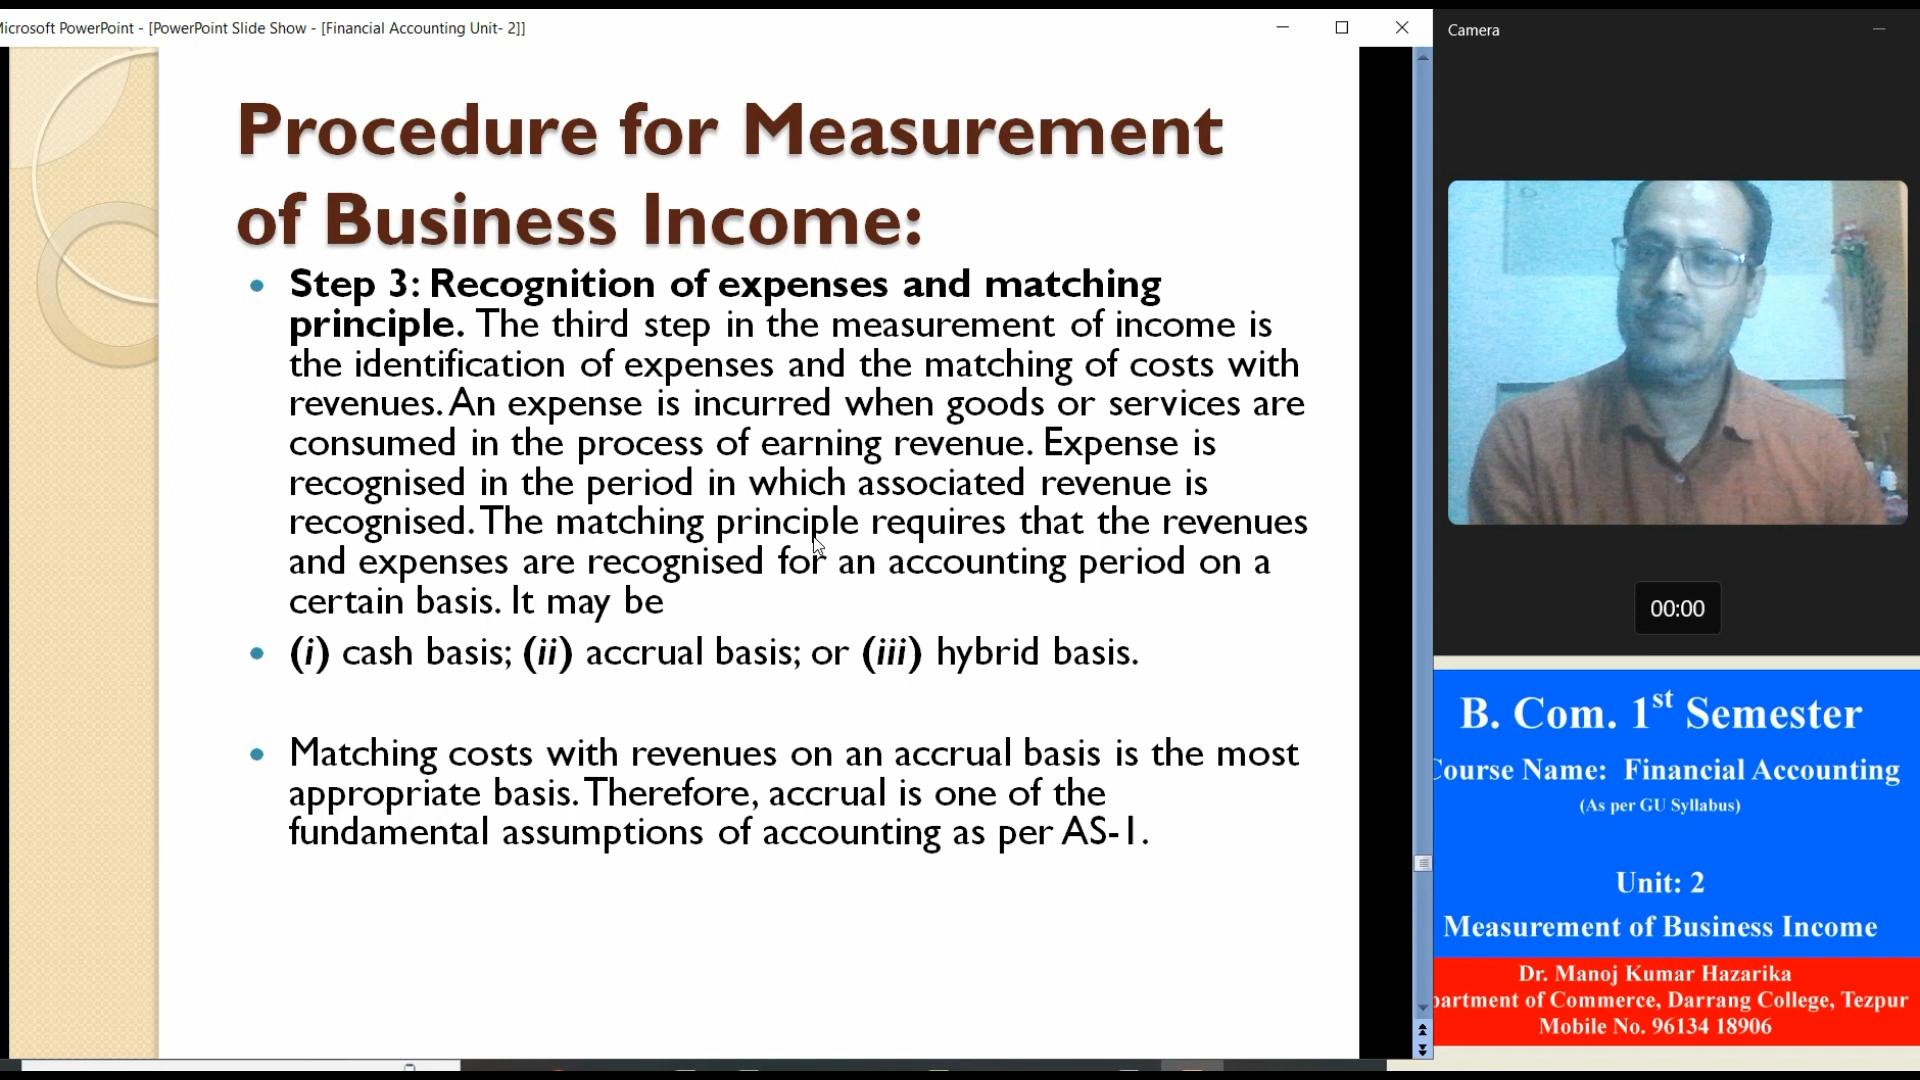 Microsoft PowerPoint - [PowerPoint Slide Show - [Financial Accounting Unit- 2]]
Camera
Procedure for Measurement
of Business Income:
• Step 3: Recognition of expenses and matching
principle. The third step in the measurement of income is
the identification of expenses and the matching of costs with
revenues. An expense is incurred when goods or services are
consumed in the process of earning revenue. Expense is
recognised in the period in which associated revenue is
recognised. The matching principle requires that the revenues
and expenses are recognised for an accounting period on a
certain basis. It may be
• (i) cash basis; (ii) accrual basis; or (iii) hybrid basis.
• Matching costs with revenues on an accrual basis is the most
appropriate basis. Therefore, accrual is one of the
fundamental assumptions of accounting as per AS-1.
00:00
B. Com. 1st Semester
Course Name: Financial Accounting
(As per GU Syllabus)
Unit: 2
Measurement of Business Income
Dr. Manoj Kumar Hazarika
partment of Commerce, Darrang College, Tezpur
Mobile No. 96134 18906